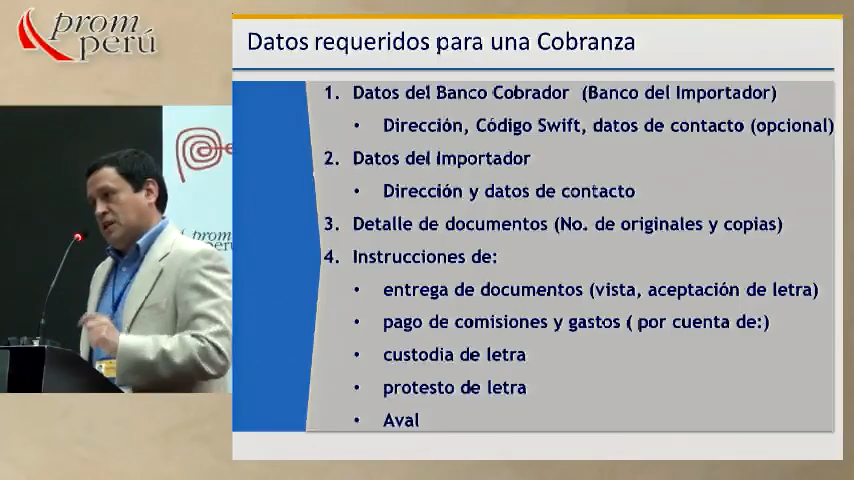 prom
perú
Datos requeridos para una Cobranza
1. Datos del Banco Cobrador (Banco del Importador)
• Dirección, Código Swift, datos de contacto (opcional)
2. Datos del Importador
• Dirección y datos de contacto
3. Detalle de documentos (No. de originales y copias)
4. Instrucciones de:
• entrega de documentos (vista, aceptación de letra)
• pago de comisiones y gastos ( por cuenta de:)
• custodia de letra
• protesto de letra
• Aval
prom
perú